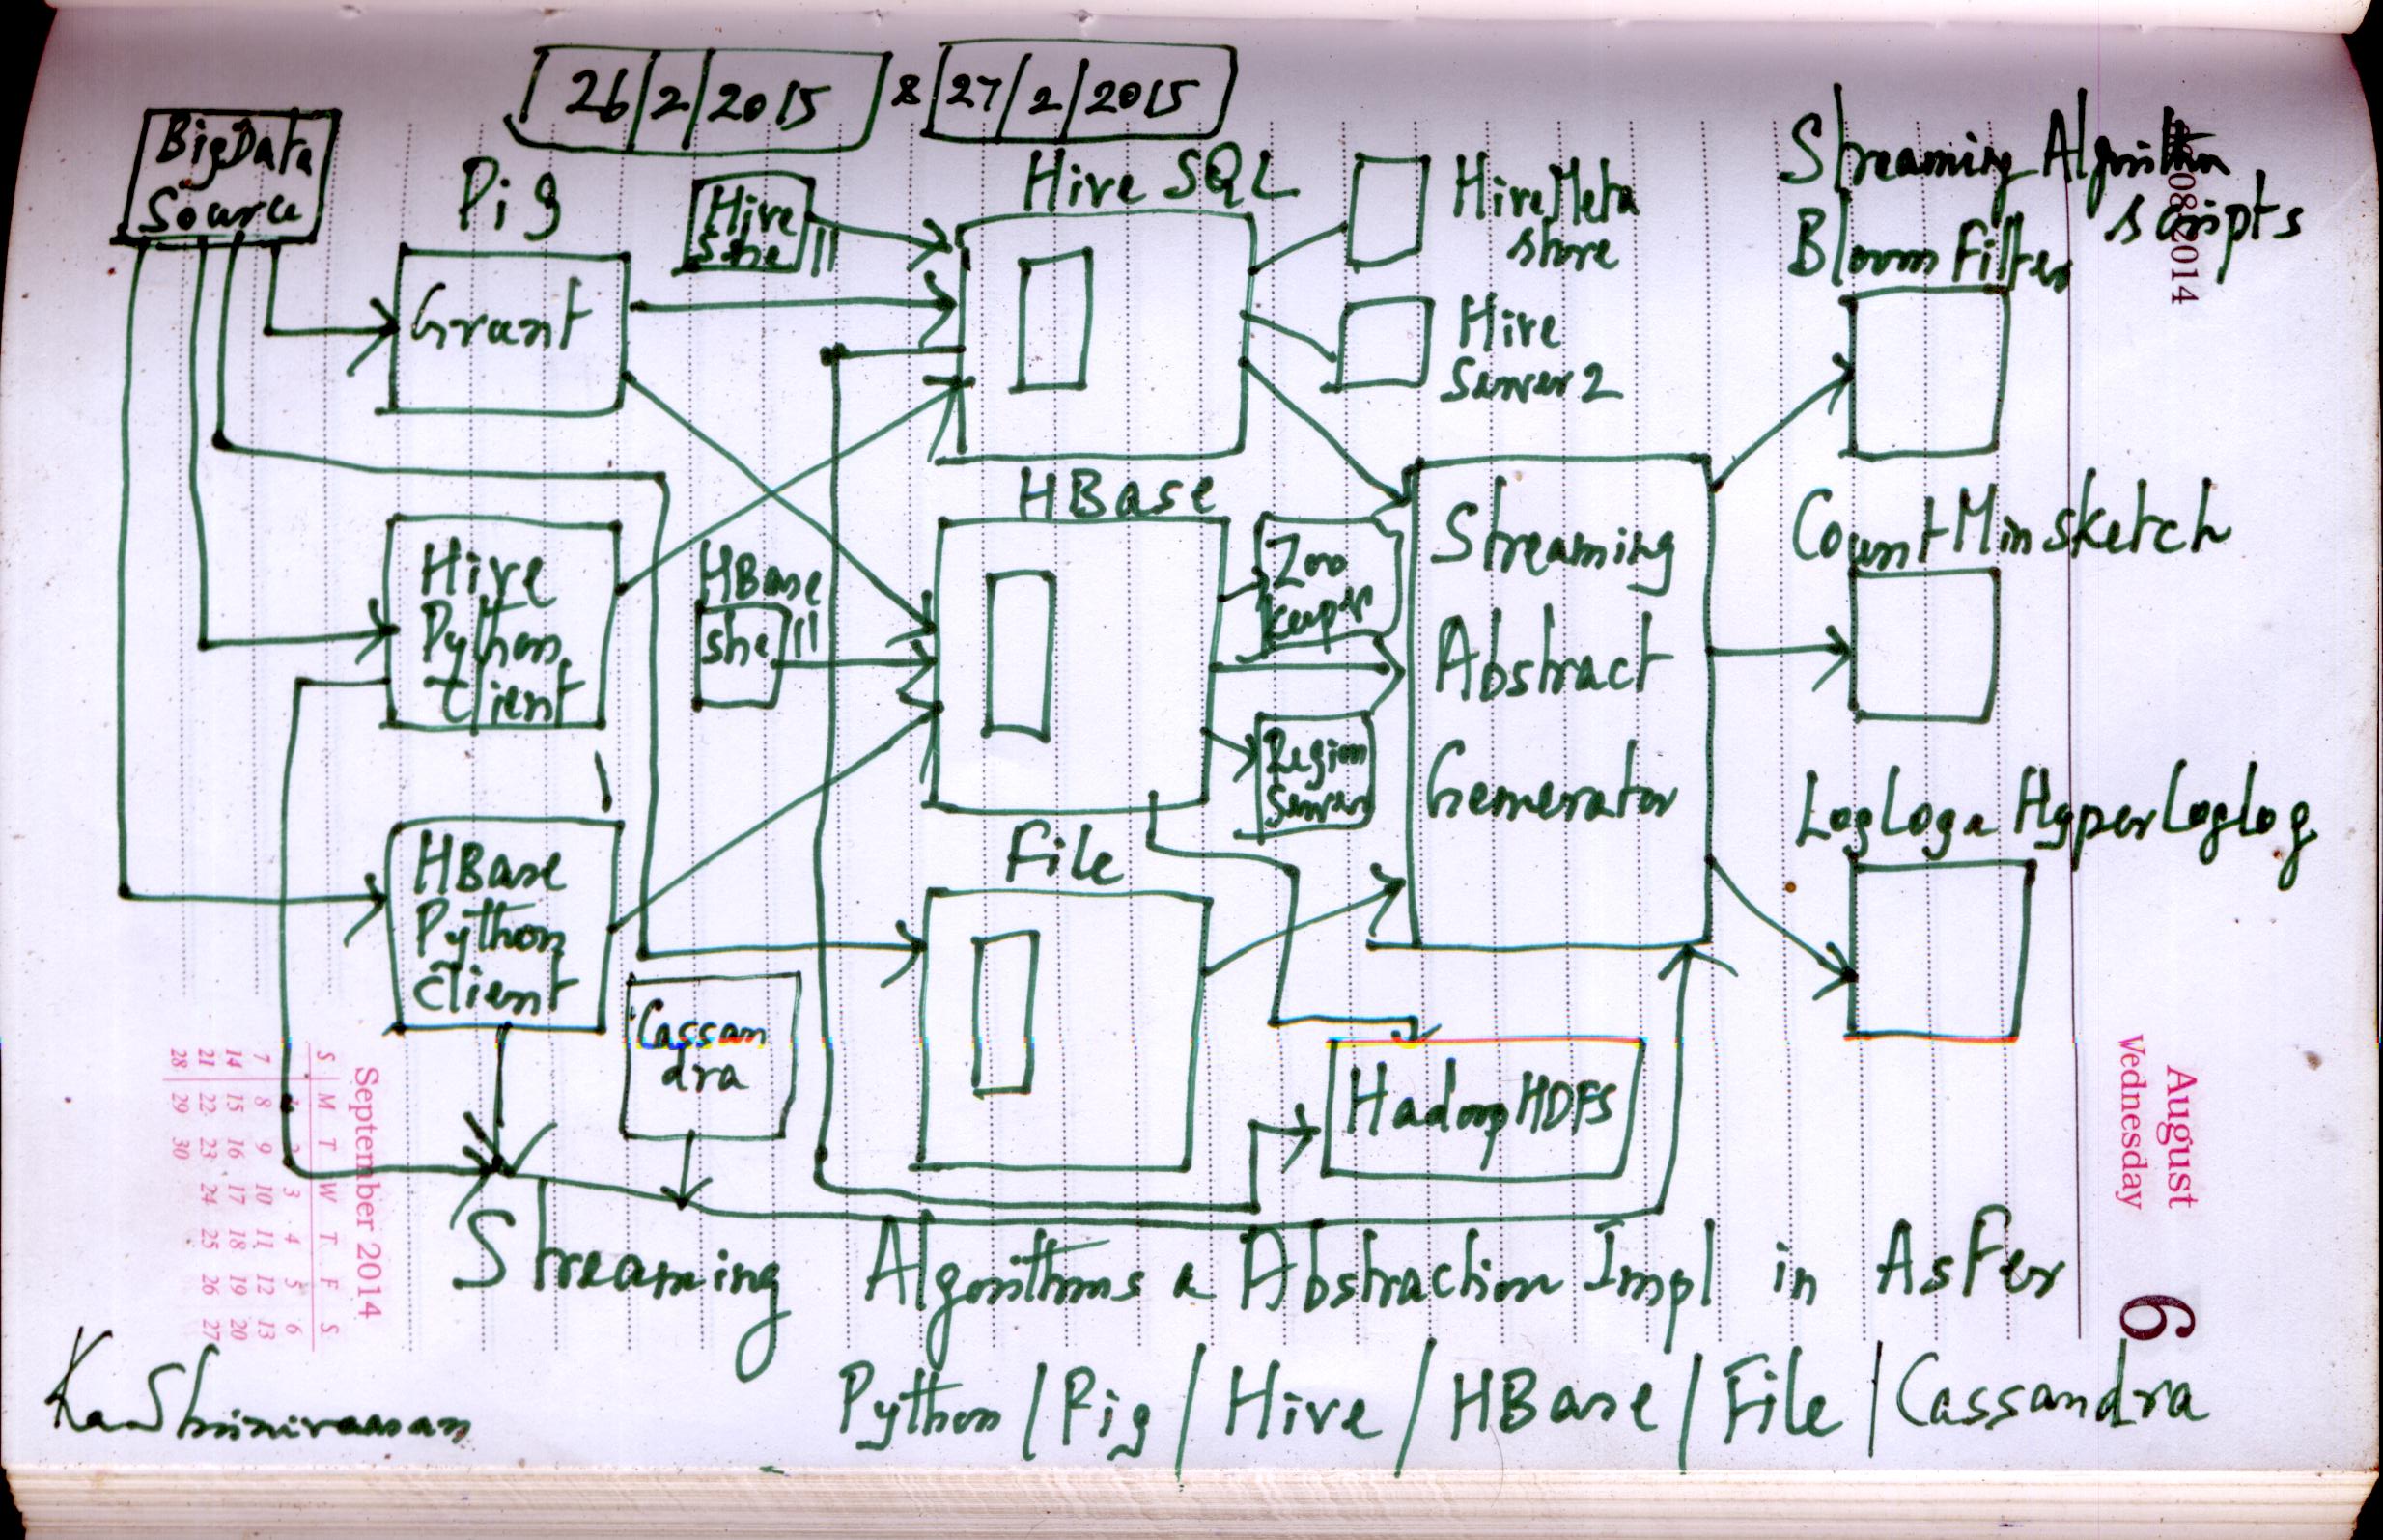 26/2/2015 & 27/2/2015
BigData
Source
Pig
Grunt
Hive
Shell
Hive SQL
HiveMeta
store
Hive
Server2
Streaming Algorithm
scripts
Bloom Filter
08 2014
Hive
Python
Client
HBase
shell
HBase
Zoo
keeper
Region
Server
Streaming
Abstract
Generator
CountMinsketch
LogLog & HyperLoglog
HBase
Python
Client
Cassan
dra
File
Hadoop HDFS
September 2014
S M T W T F S
1 2 3 4 5 6
7 8 9 10 11 12 13
14 15 16 17 18 19 20
21 22 23 24 25 26 27
28 29 30
August
Wednesday
6
Streaming Algorithms & Abstraction Impl in AsFer
Python / Pig / Hive / HBase / File / Cassandra
Ka Shrinivaasan